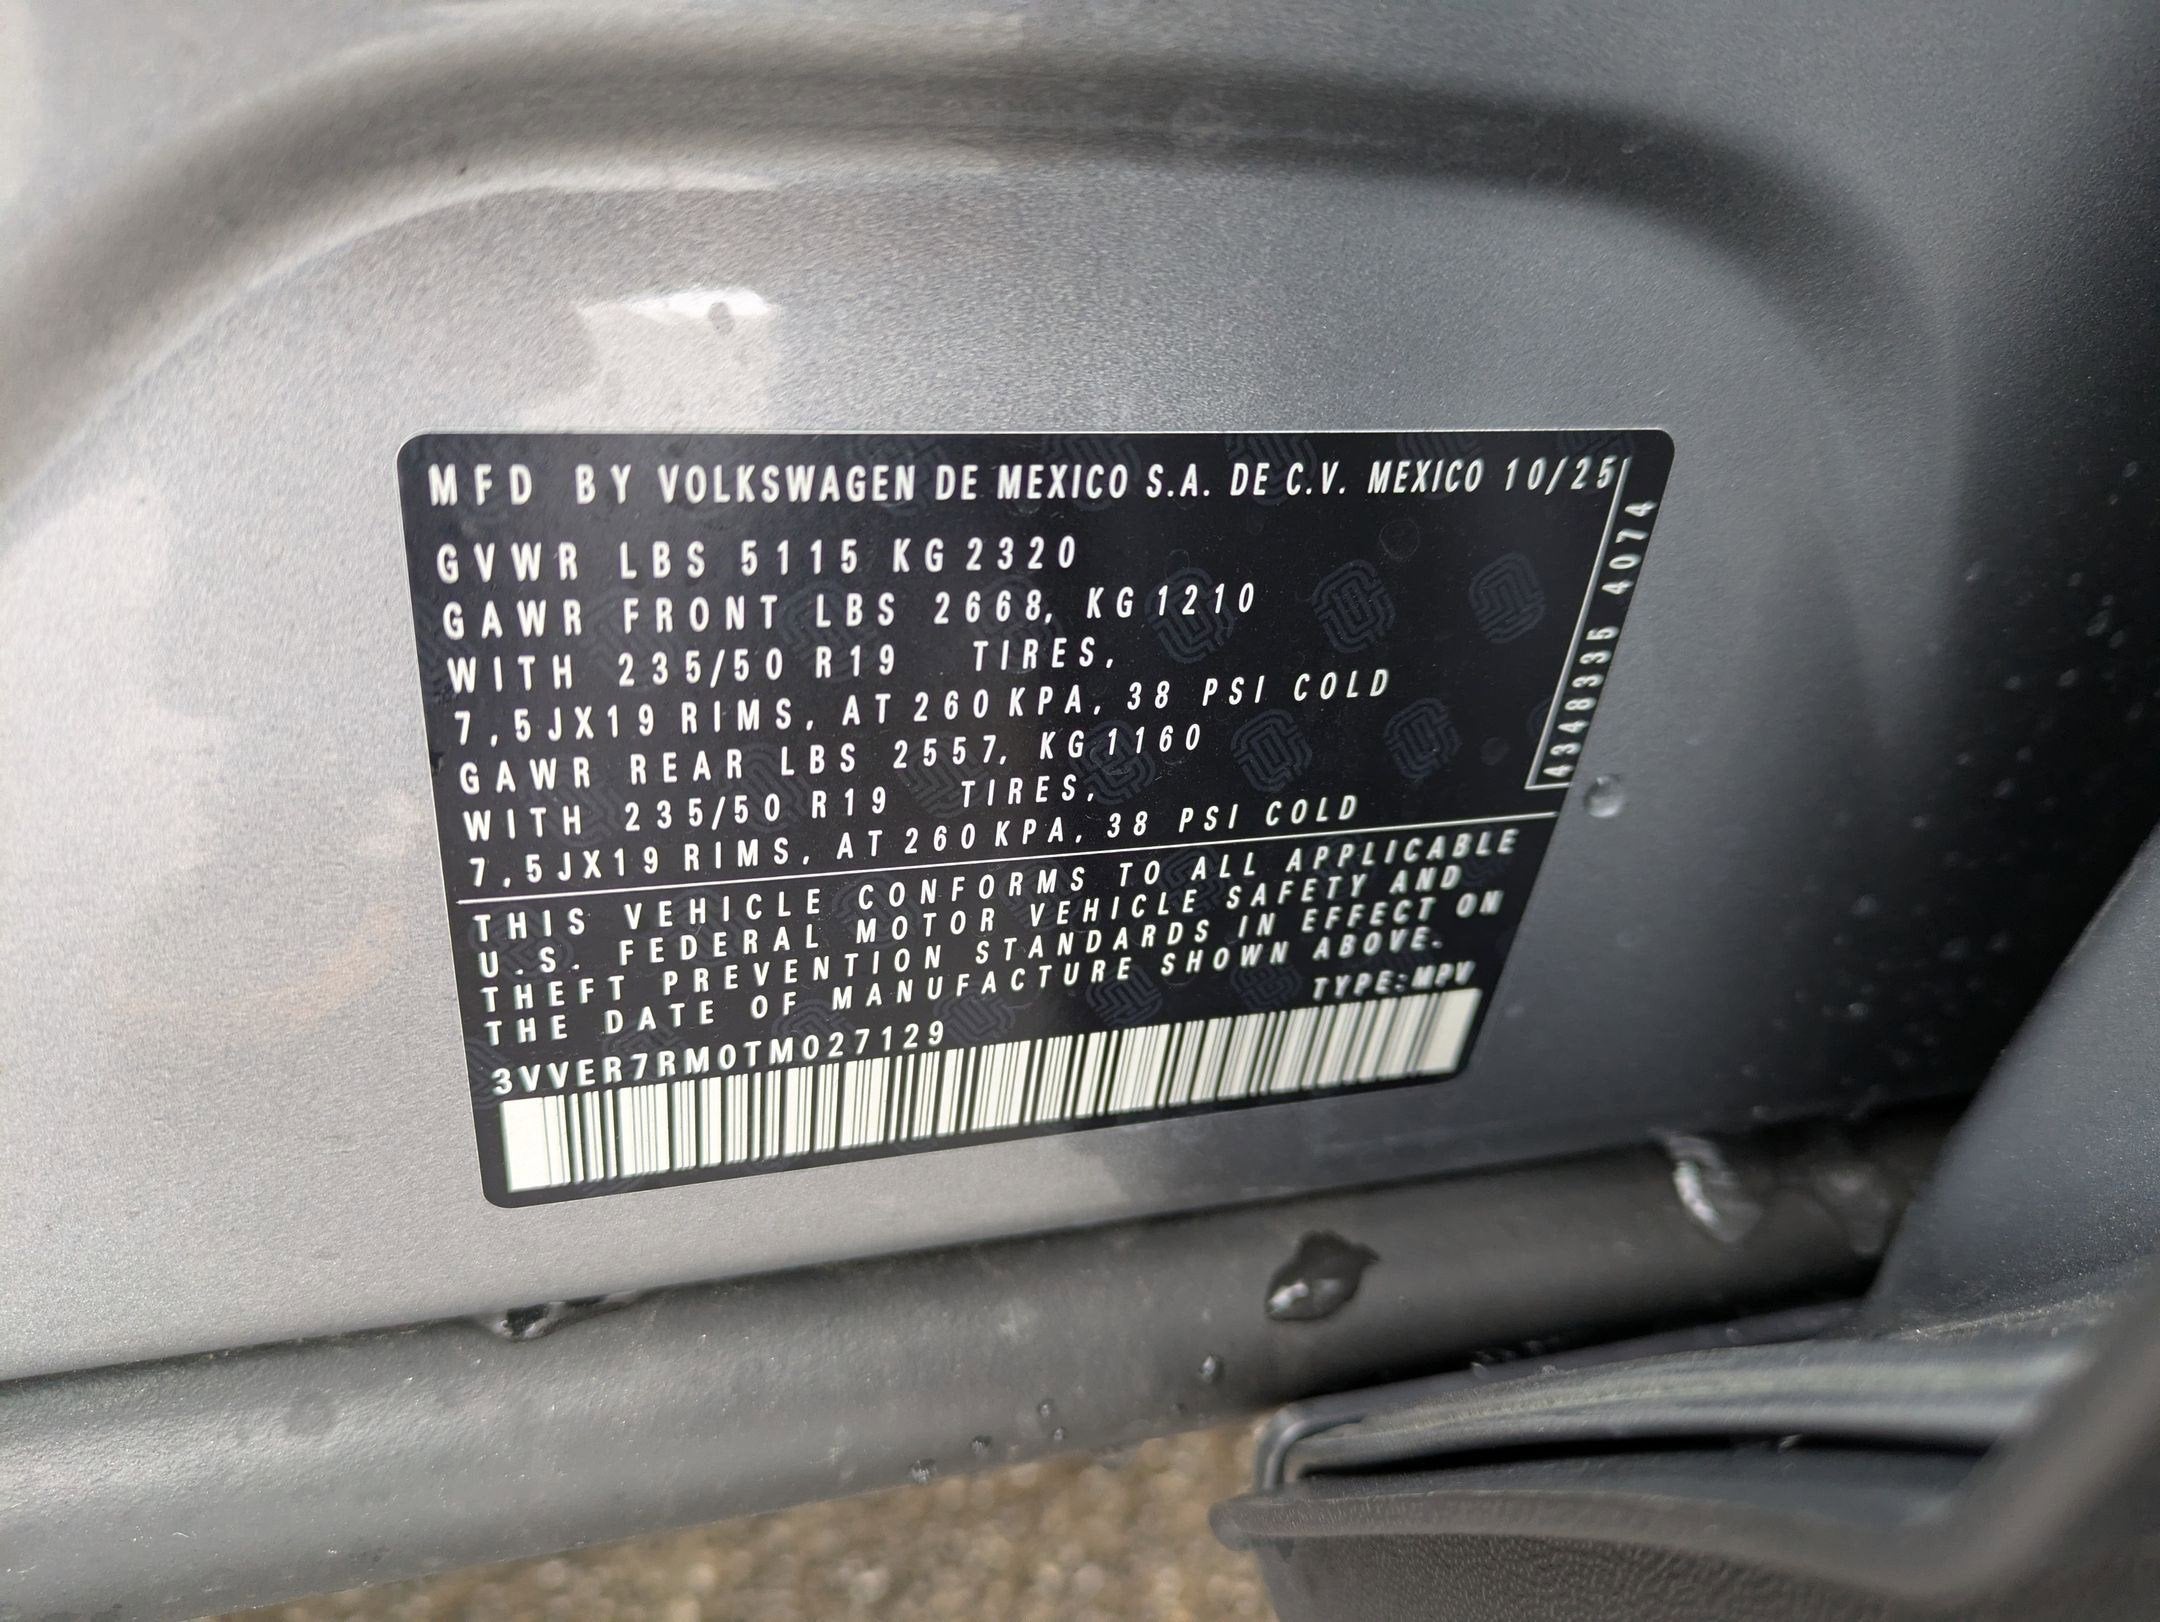 MFD BY VOLKSWAGEN DE MEXICO S.A. DE C.V. MEXICO 10/25
GVWR LBS 5115 KG 2320
GAWR FRONT LBS 2668, KG 1210
WITH 235/50 R19 TIRES,
7,5JX19 RIMS, AT 260 KPA, 38 PSI COLD
GAWR REAR LBS 2557, KG 1160
WITH 235/50 R19 TIRES,
7,5JX19 RIMS, AT 260 KPA, 38 PSI COLD
4348335 4074
THIS VEHICLE CONFORMS TO ALL APPLICABLE
U.S. FEDERAL MOTOR VEHICLE SAFETY AND
THEFT PREVENTION STANDARDS IN EFFECT ON
THE DATE OF MANUFACTURE SHOWN ABOVE.
TYPE:MPV
3VVER7RM0TM027129